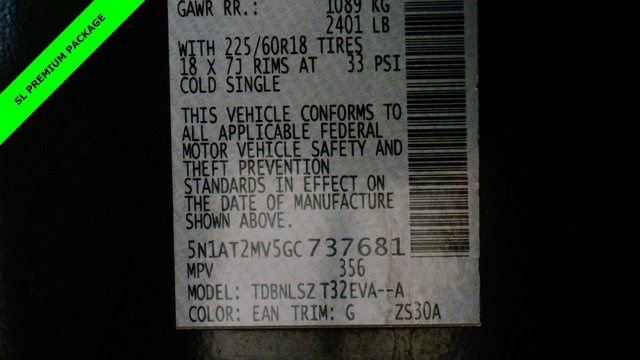 SL PREMIUM PACKAGE
GAWR RR.: 1089 KG
2401 LB
WITH 225/60R18 TIRES
18 X 7J RIMS AT 33 PSI
COLD SINGLE
THIS VEHICLE CONFORMS TO
ALL APPLICABLE FEDERAL
MOTOR VEHICLE SAFETY AND
THEFT PREVENTION
STANDARDS IN EFFECT ON
THE DATE OF MANUFACTURE
SHOWN ABOVE.
5N1AT2MV5GC737681
MPV 356
MODEL: TDBNLSZ T32EVA--A
COLOR: EAN TRIM: G ZS30A